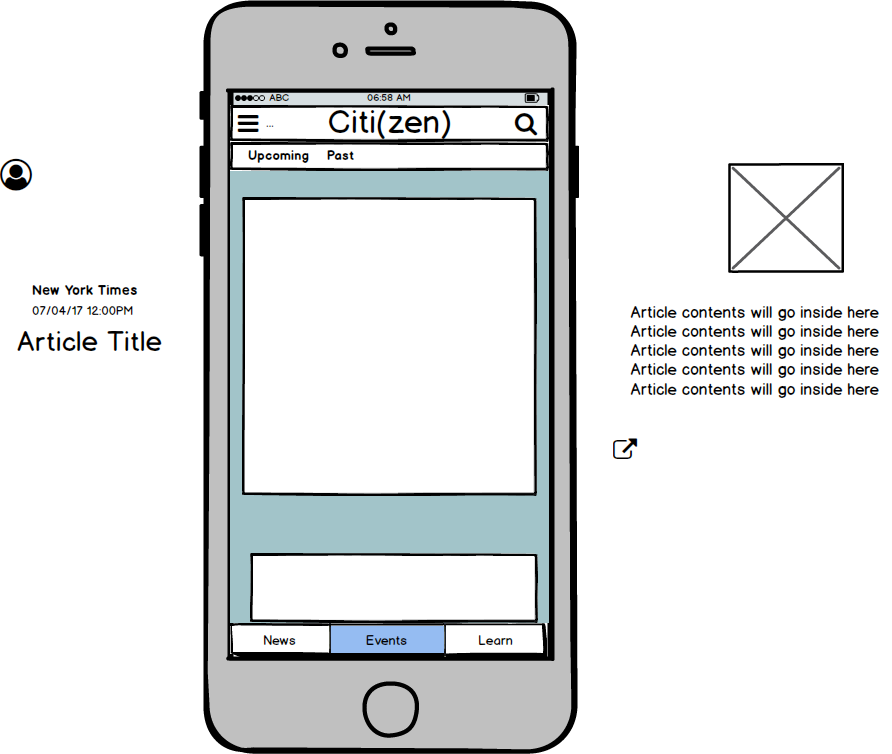 ABC 06:58 AM
... Citi(zen)
Upcoming Past
New York Times
07/04/17 12:00PM
Article Title
Article contents will go inside here
Article contents will go inside here
Article contents will go inside here
Article contents will go inside here
Article contents will go inside here
News Events Learn